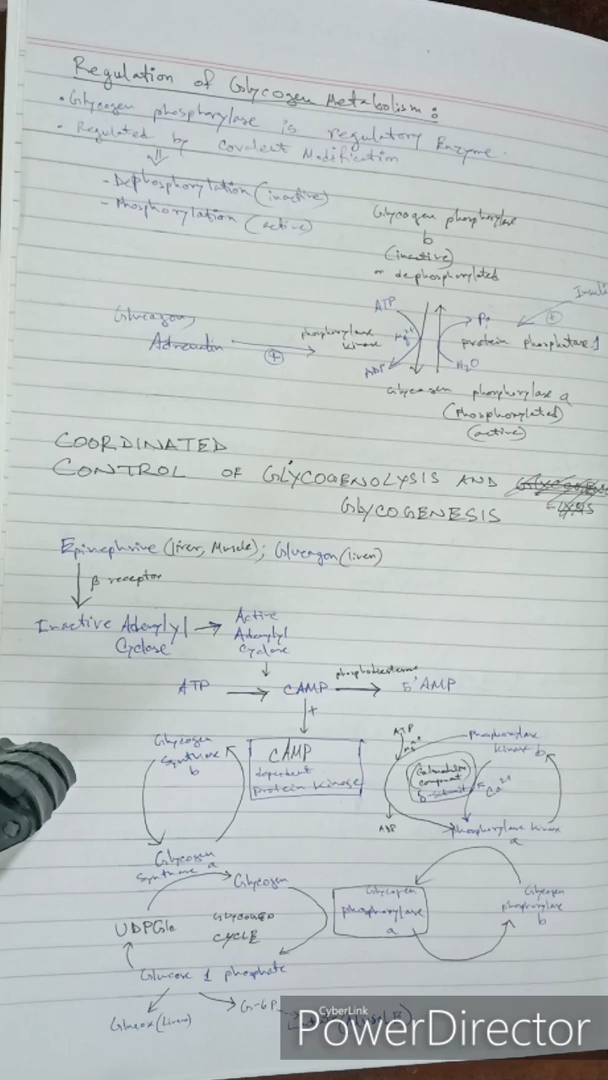 Regulation of Glycogen Metabolism:
• Glycogen phosphorylase is regulatory Enzyme.
• Regulated by Covalent Modification
⇓
- Dephosphorylation (inactive)
- Phosphorylation (active)
Glycogen phosphorylase
b
(inactive)
or dephosphorylated
ATP
Pi
Insuli
+
Glucagon,
Adrenalin
+
phosphorylase
kinase
Mg²⁺
protein phosphatase 1
ADP
H₂O
Glycogen phosphorylase a
(Phosphorylated)
(active)
COORDINATED
CONTROL OF GLYCOGENOLYSIS AND
GLYCOGENESIS
Epinephrine (liver, Muscle); Glucagon (liver)
β receptor
Inactive Adenylyl → Active
Cyclase Adenylyl
Cyclase
ATP → cAMP → 5'AMP
phosphodiesterase
+
Glycogen
Synthase
b
cAMP
dependent
protein kinase
ATP
Mg²⁺
phosphorylase
kinase b
Calmodulin
component
δ-subunit
Ca²⁺
ADP
phosphorylase kinase
a
Glycogen
Synthase a
Glycogen
Glycogen
phosphorylase
a
Glycogen
phosphorylase
b
UDPGlc
CYCLE
Glucose 1 phosphate
Glucose (Liver)
G-6P
CyberLink
PowerDirector